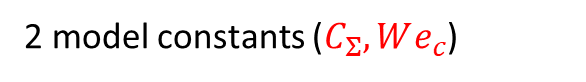 2 model constants (C_Σ, We_c)